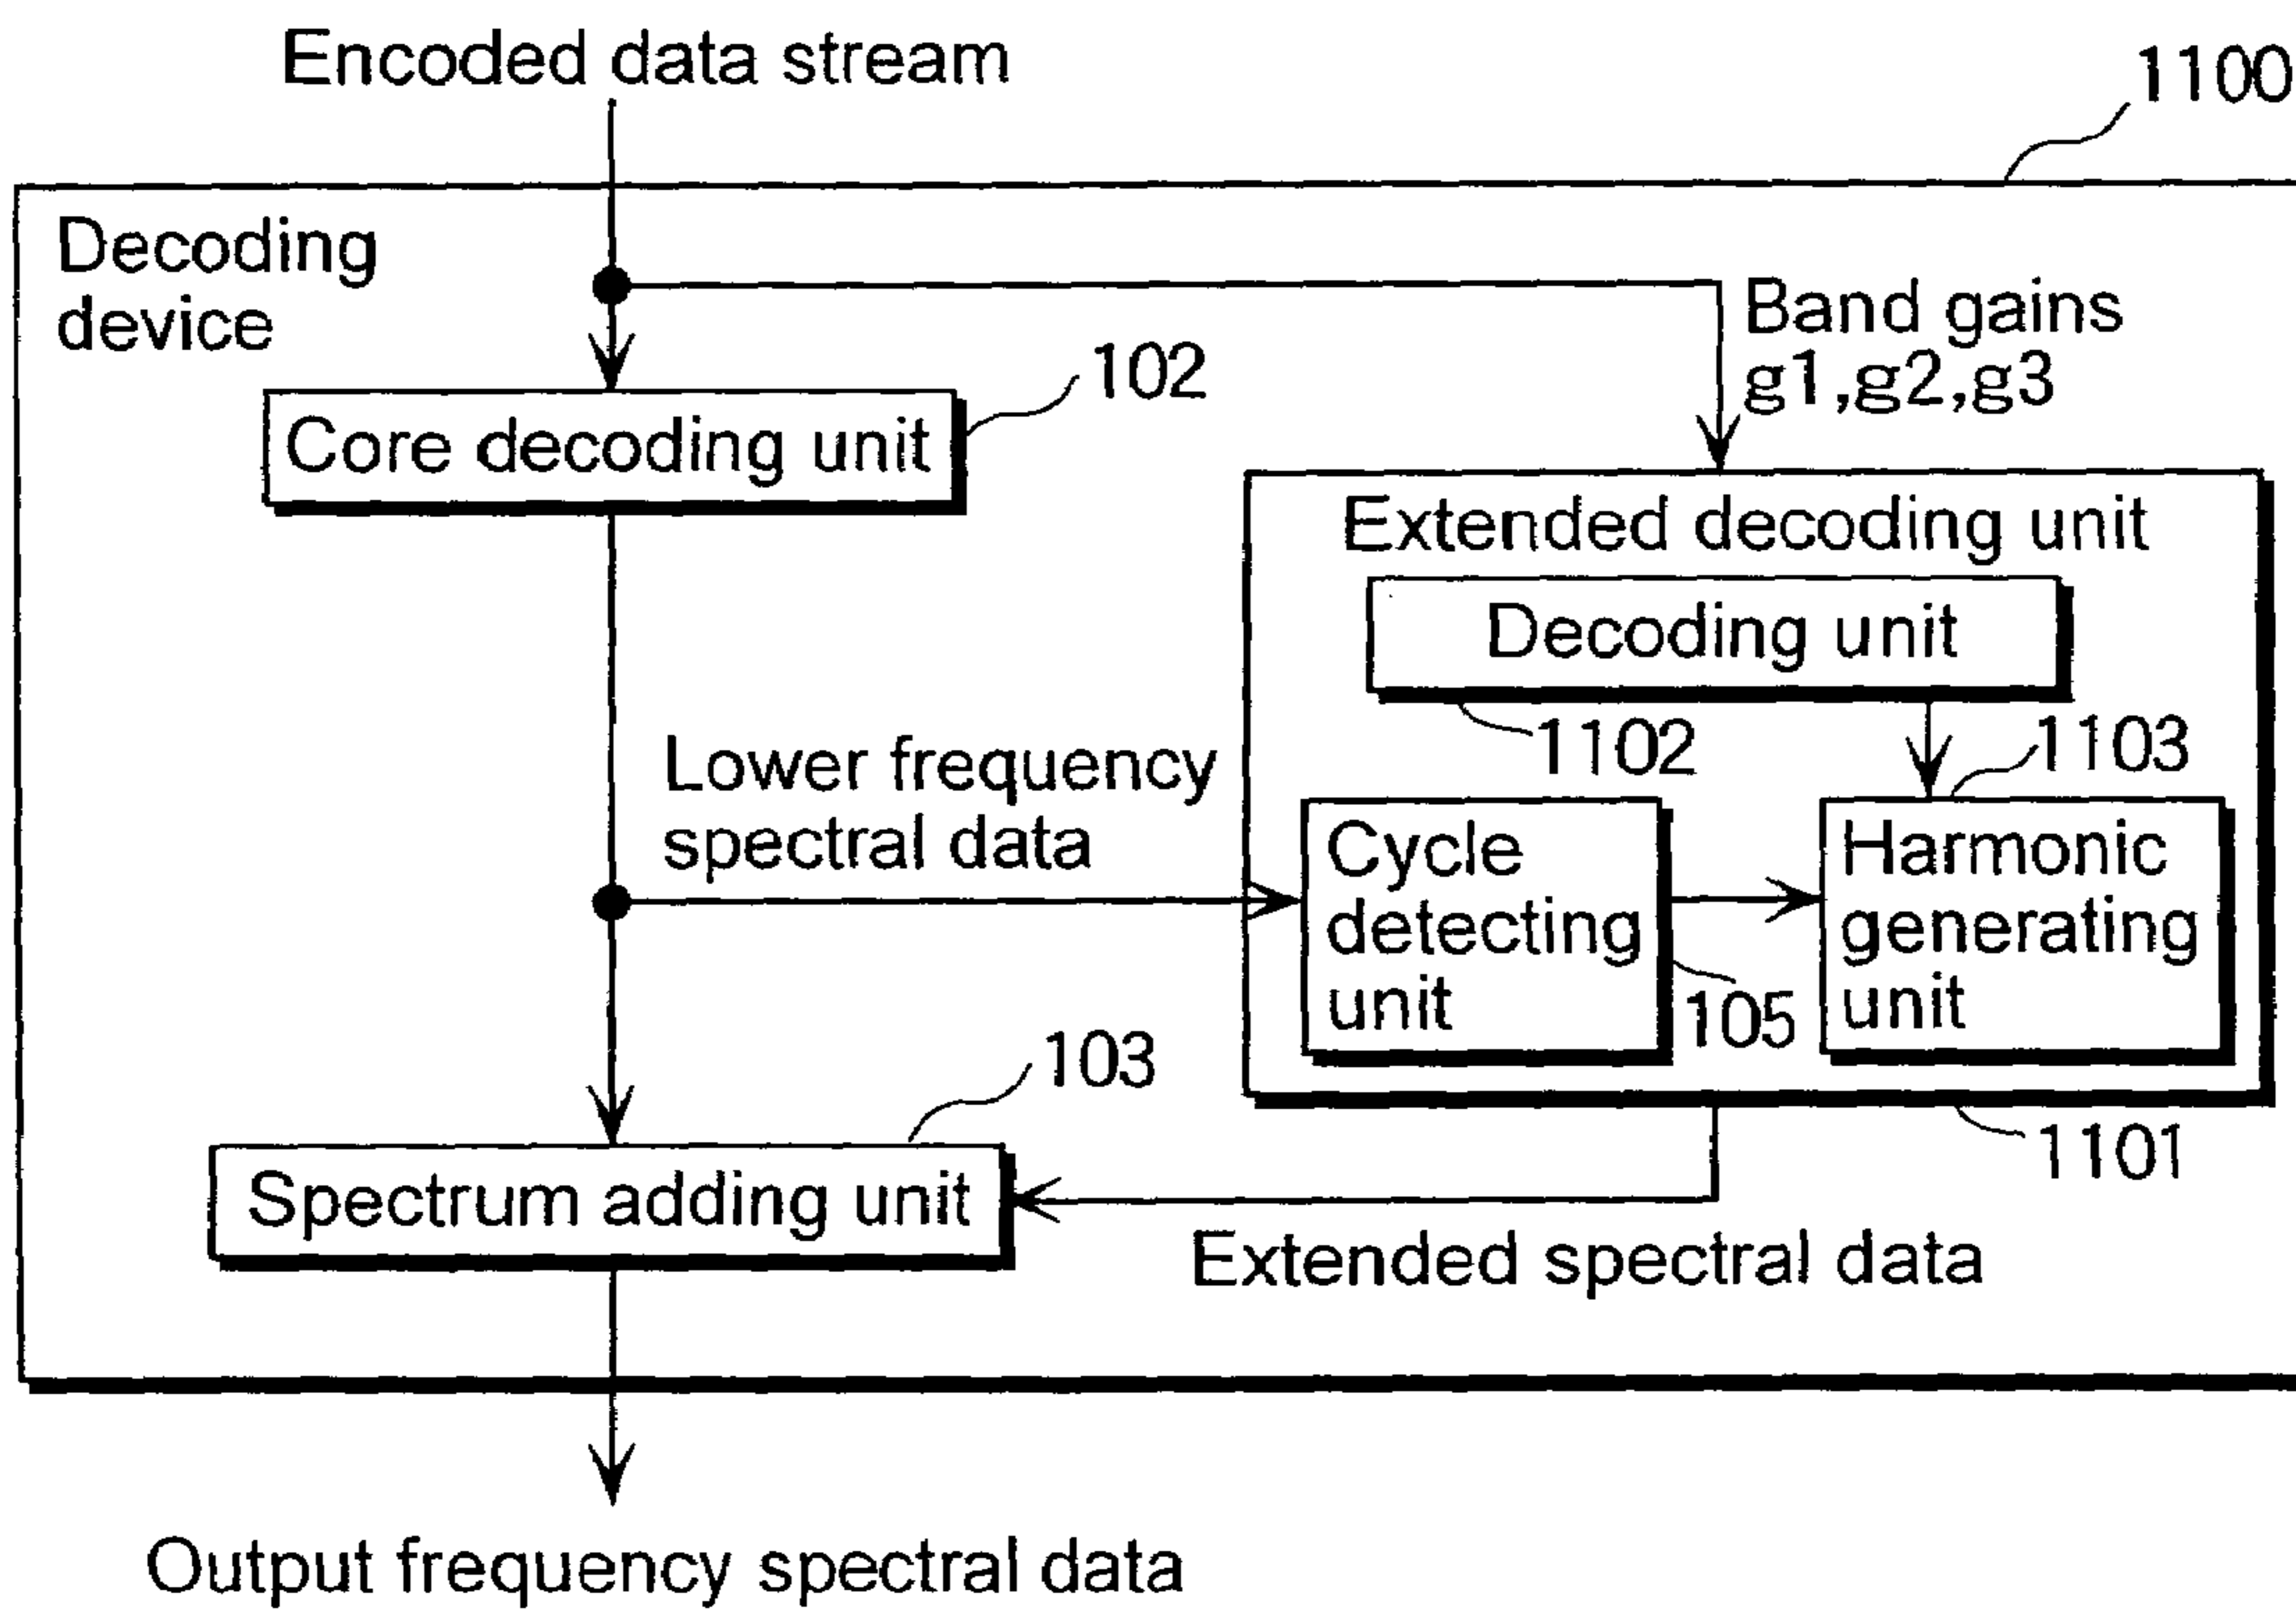 Encoded data stream
1100
Decoding
device
Band gains
g1,g2,g3
102
Core decoding unit
Extended decoding unit
Decoding unit
1102
1103
Lower frequency
spectral data
Cycle
detecting
unit
105
Harmonic
generating
unit
103
1101
Spectrum adding unit
Extended spectral data
Output frequency spectral data